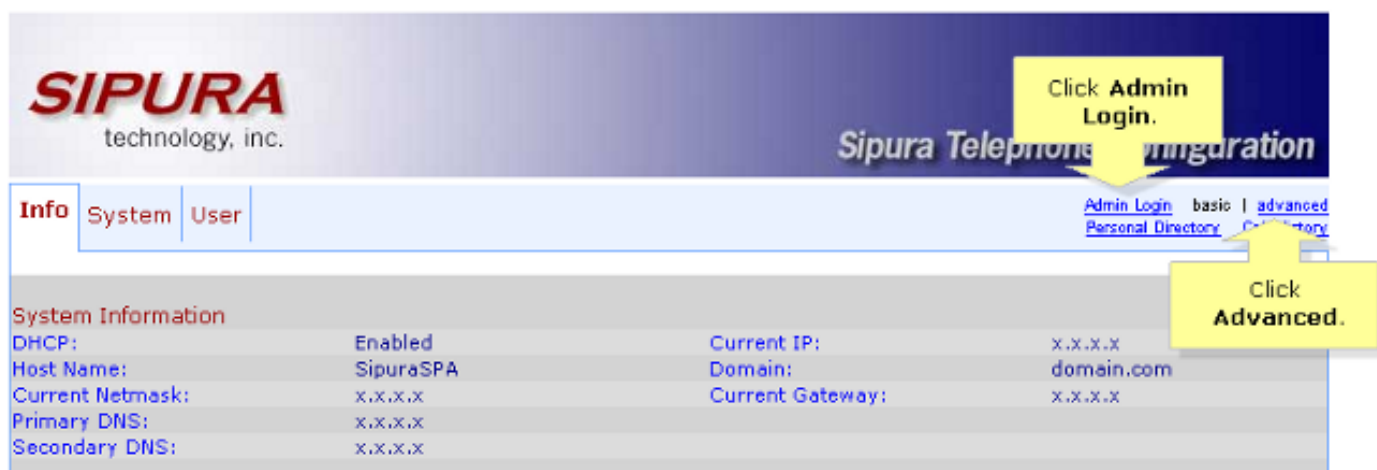 SIPURA
technology, inc.
Click Admin
Login.
Sipura Telephone
Info System User
Admin Login basic | advanced
Personal Directory
Click
Advanced.
System Information
DHCP: Enabled Current IP: x.x.x.x
Host Name: SipuraSPA Domain: domain.com
Current Netmask: x.x.x.x Current Gateway: x.x.x.x
Primary DNS: x.x.x.x
Secondary DNS: x.x.x.x